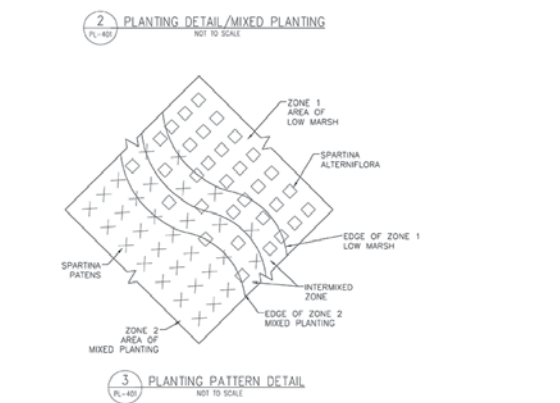 2
PL-401
PLANTING DETAIL/MIXED PLANTING
NOT TO SCALE
ZONE 1
AREA OF
LOW MARSH
SPARTINA
ALTERNIFLORA
EDGE OF ZONE 1
LOW MARSH
SPARTINA
PATENS
INTERMIXED
ZONE
EDGE OF ZONE 2
MIXED PLANTING
ZONE 2
AREA OF
MIXED PLANTING
3
PL-401
PLANTING PATTERN DETAIL
NOT TO SCALE